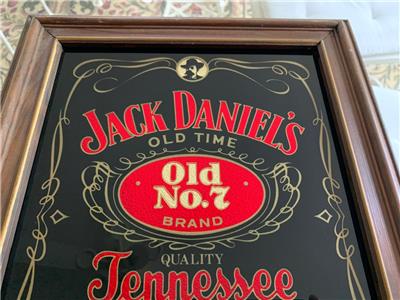 JACK DANIEL'S
OLD TIME
Old
No.7
BRAND
QUALITY
Tennessee